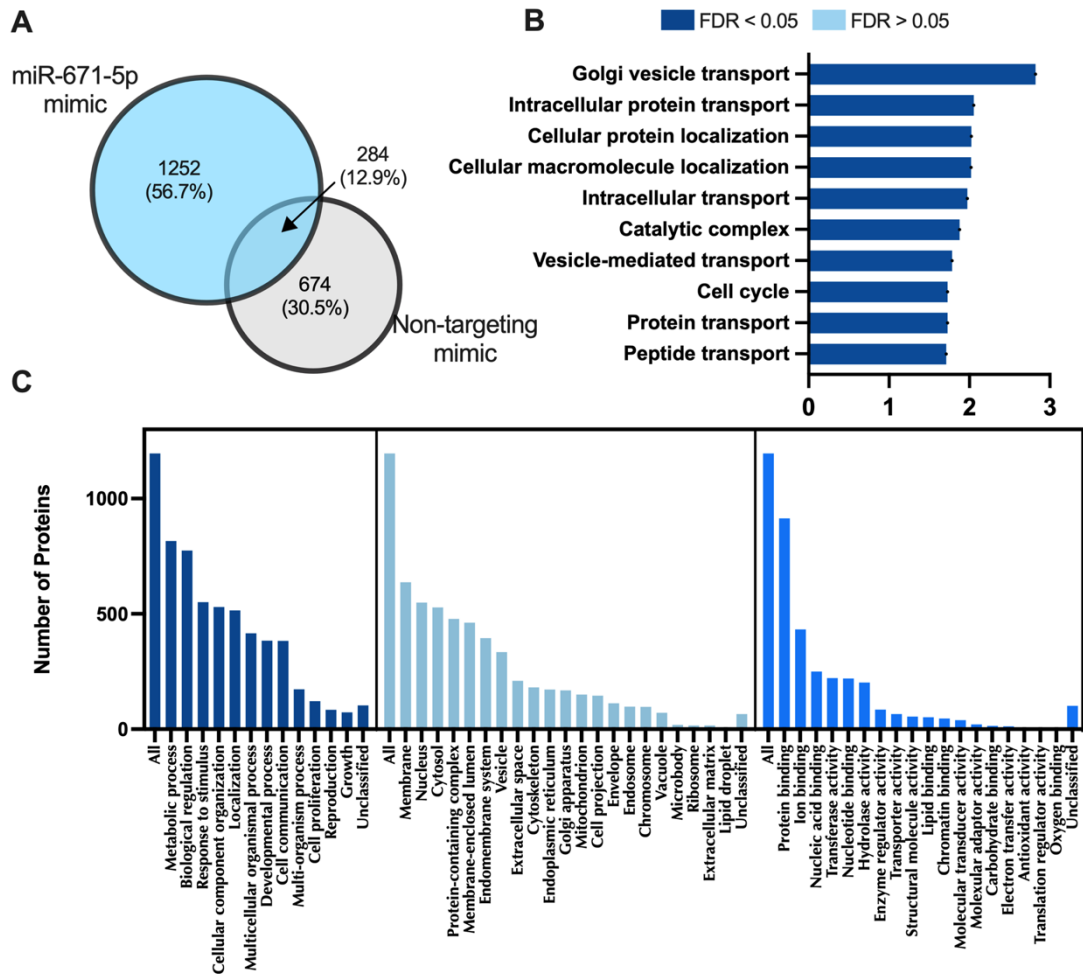 A
miR-671-5p
mimic
1252
(56.7%)
284
(12.9%)
674
(30.5%)
Non-targeting
mimic
B
FDR < 0.05
FDR > 0.05
Golgi vesicle transport
Intracellular protein transport
Cellular protein localization
Cellular macromolecule localization
Intracellular transport
Catalytic complex
Vesicle-mediated transport
Cell cycle
Protein transport
Peptide transport
0
1
2
3
C
Number of Proteins
1000
500
0
All
Metabolic process
Biological regulation
Response to stimulus
Cellular component organization
Localization
Multicellular organismal process
Developmental process
Cell communication
Multi-organism process
Cell proliferation
Reproduction
Growth
Unclassified
All
Membrane
Nucleus
Cytosol
Protein-containing complex
Membrane-enclosed lumen
Endomembrane system
Vesicle
Extracellular space
Cytoskeleton
Endoplasmic reticulum
Golgi apparatus
Mitochondrion
Cell projection
Envelope
Endosome
Chromosome
Vacuole
Microbody
Ribosome
Extracellular matrix
Lipid droplet
Unclassified
All
Protein binding
Ion binding
Nucleic acid binding
Transferase activity
Nucleotide binding
Hydrolase activity
Enzyme regulator activity
Transporter activity
Structural molecule activity
Lipid binding
Chromatin binding
Molecular transducer activity
Molexular adaptor activity
Carbohydrate binding
Electron transfer activity
Antioxidant activity
Translation regulator activity
Oxygen binding
Unclassified